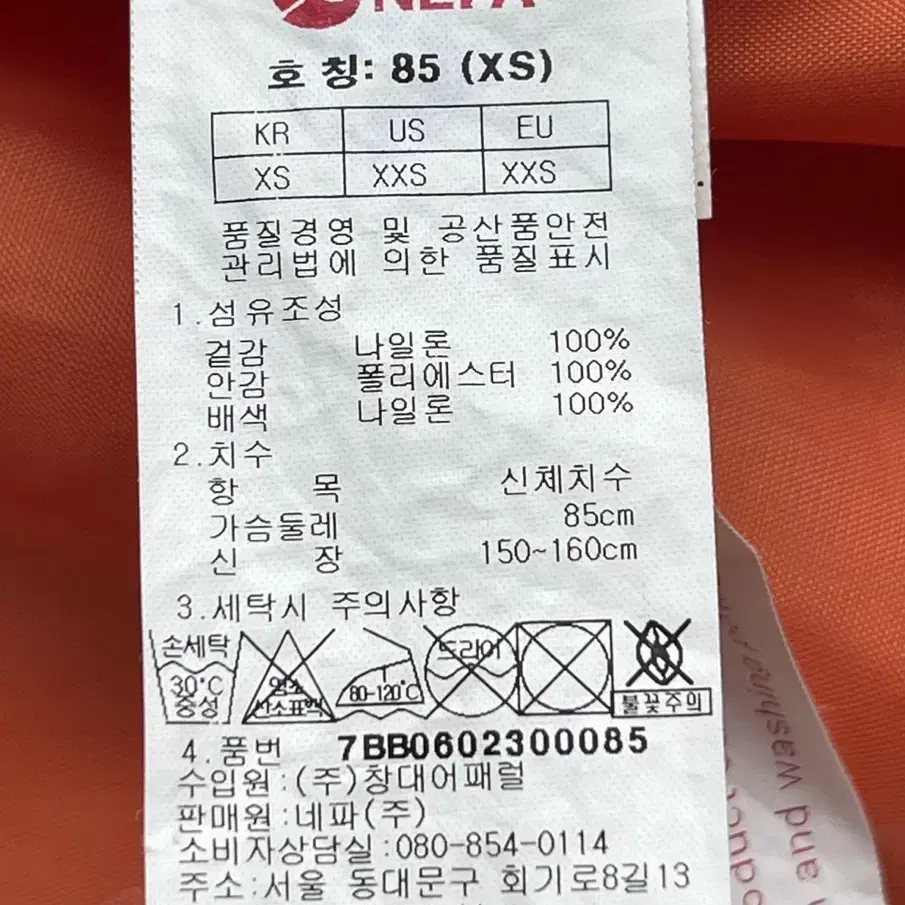 NEPA
호 칭: 85 (XS)
KR US EU
XS XXS XXS
품질경영 및 공산품안전
관리법에 의한 품질표시
1.섬유조성
겉감 나일론 100%
안감 폴리에스터 100%
배색 나일론 100%
2.치수
항 목 신체치수
가슴둘레 85cm
신 장 150~160cm
3.세탁시 주의사항
손세탁
30°C
중성
염소
산소표백
80-120°C
드라이
불꽃주의
4.품번 7BB0602300085
수입원:(주)창대어패럴
판매원:네파(주)
소비자상담실:080-854-0114
주소:서울 동대문구 회기로8길13
and washing